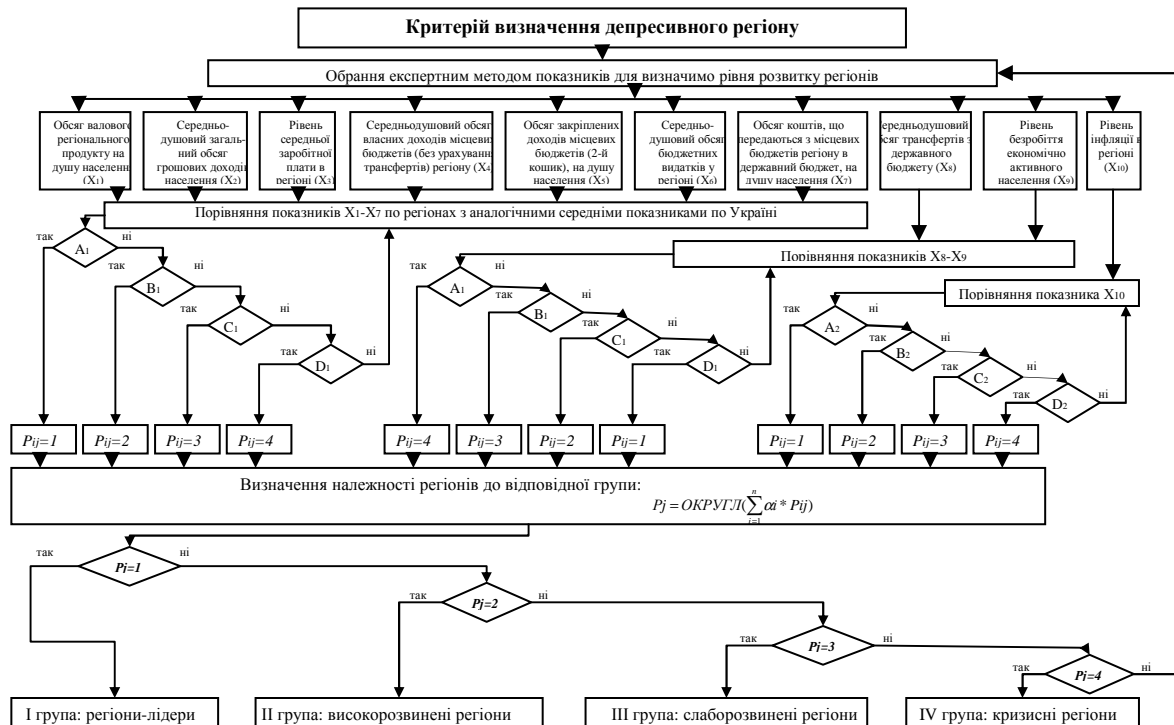 Критерій визначення депресивного регіону
Обрання експертним методом показників для визначимо рівня розвитку регіонів
Обсяг валового
регіонального
продукту на
душу населення
(X1)
Середньо-
душовий загаль-
ний обсяг
грошових доходів
населення (X2)
Рівень
середньої
заробітної
плати в
регіоні (X3)
Середньодушовий обсяг
власних доходів місцевих
бюджетів (без урахування
трансфертів) регіону (X4)
Обсяг закріплених
доходів місцевих
бюджетів (2-й
кошик), на душу
населення (X5)
Середньо-
душовий обсяг
бюджетних
видатків у
регіоні (X6)
Обсяг коштів, що
передаються з місцевих
бюджетів регіону в
державний бюджет, на
душу населення (X7)
Середньодушовий
обсяг трансфертів з
державного
бюджету (X8)
Рівень
безробіття
економічно
активного
населення (X9)
Рівень
інфляції в
регіоні
(X10)
Порівняння показників X1-X7 по регіонах з аналогічними середніми показниками по Україні
так
A1
ні
так
B1
ні
так
C1
ні
так
D1
ні
Порівняння показників X8-X9
так
A1
ні
так
B1
ні
так
C1
ні
так
D1
ні
Порівняння показника X10
так
A2
ні
так
B2
ні
так
C2
ні
так
D2
ні
Pij=1
Pij=2
Pij=3
Pij=4
Pij=4
Pij=3
Pij=2
Pij=1
Pij=1
Pij=2
Pij=3
Pij=4
Визначення належності регіонів до відповідної групи:
Pj = ОКРУГЛ(∑ n i=1 αi * Pij)
так
Pj=1
ні
так
Pj=2
ні
так
Pj=3
ні
так
Pj=4
ні
I група: регіони-лідери
II група: високорозвинені регіони
III група: слаборозвинені регіони
IV група: кризисні регіони